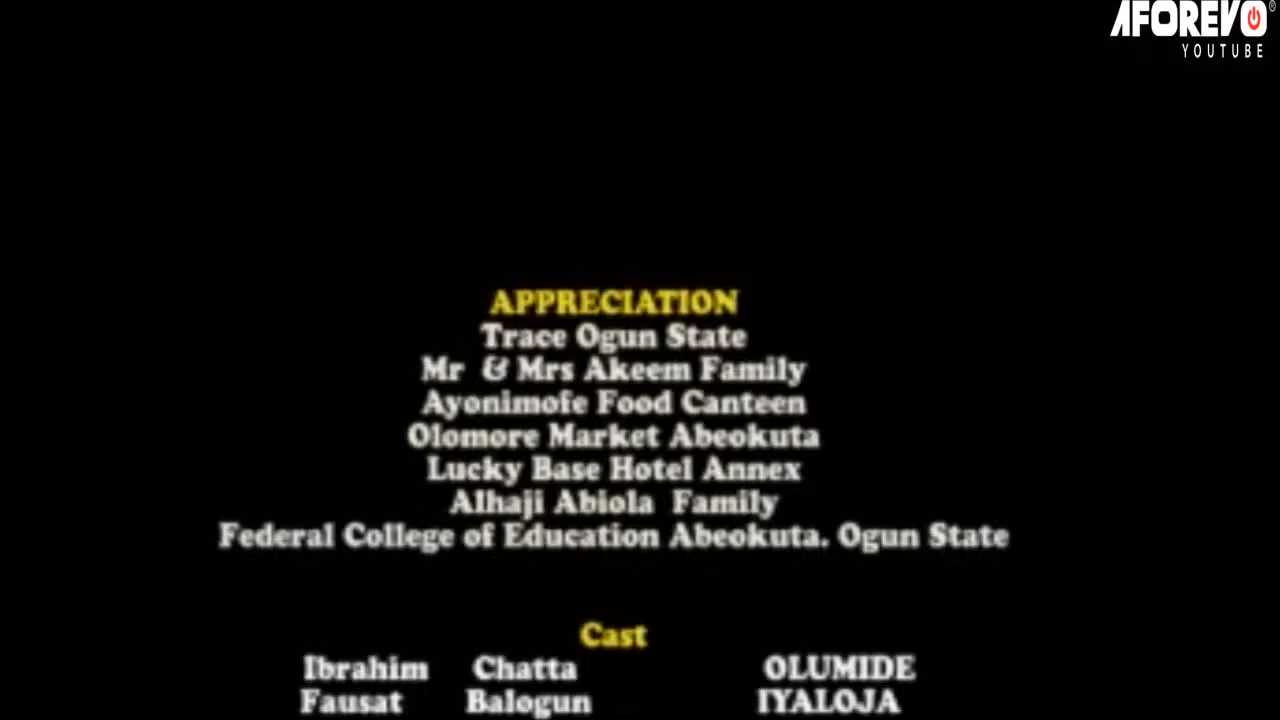 AFOREVO®
YOUTUBE
APPRECIATION
Trace Ogun State
Mr & Mrs Akeem Family
Ayonimofe Food Canteen
Olomore Market Abeokuta
Lucky Base Hotel Annex
Alhaji Abiola Family
Federal College of Education Abeokuta. Ogun State
Cast
Ibrahim Chatta OLUMIDE
Fausat Balogun IYALOJA